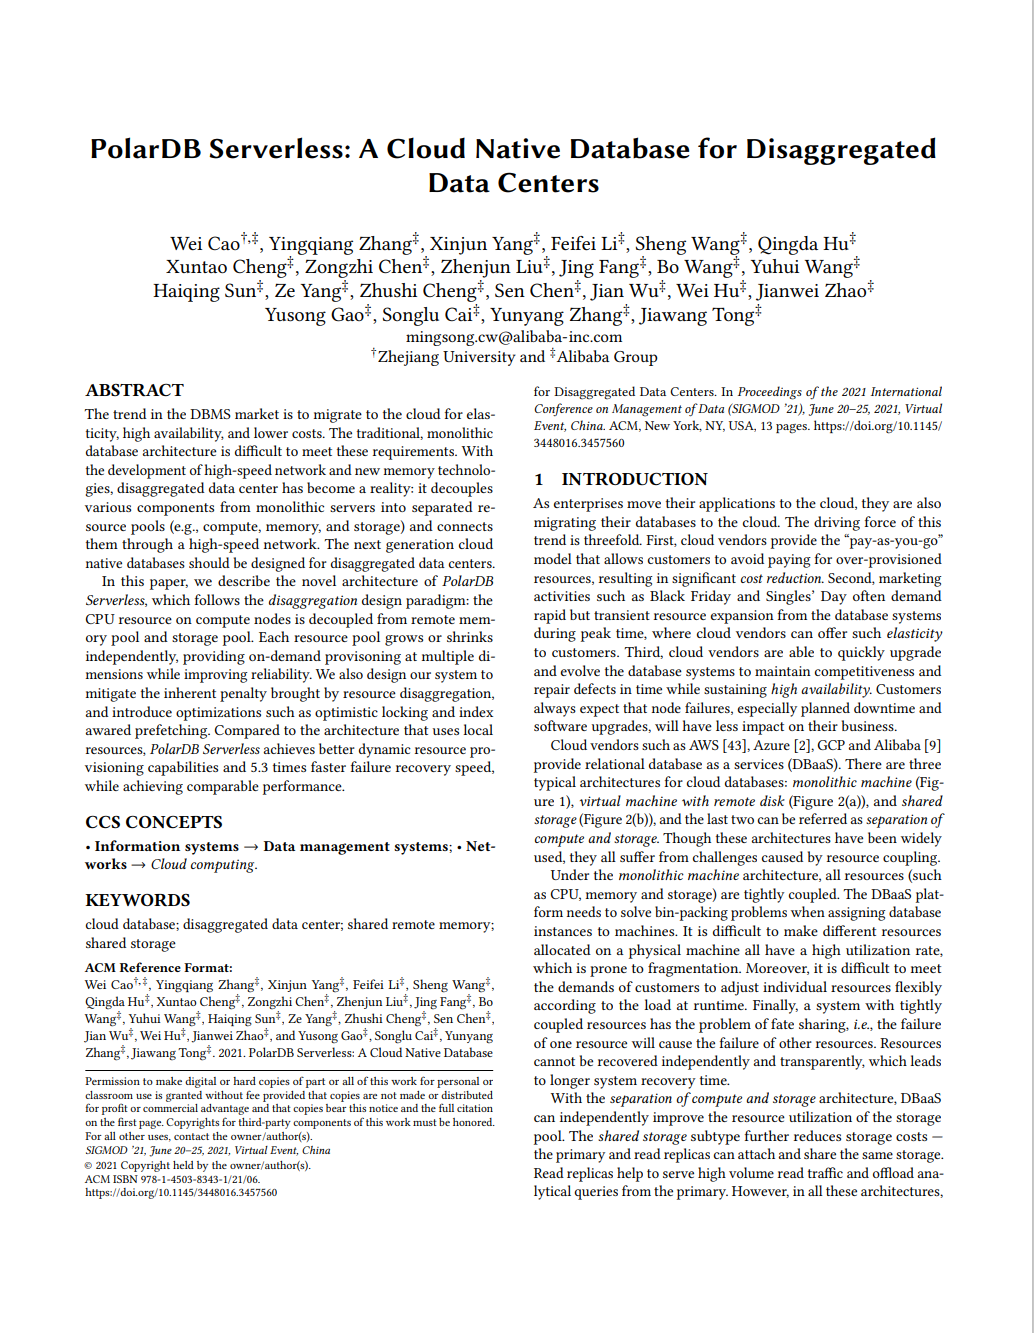 PolarDB Serverless: A Cloud Native Database for Disaggregated
Data Centers
Wei Cao†,‡, Yingqiang Zhang‡, Xinjun Yang‡, Feifei Li‡, Sheng Wang‡, Qingda Hu‡
Xuntao Cheng‡, Zongzhi Chen‡, Zhenjun Liu‡, Jing Fang‡, Bo Wang‡, Yuhui Wang‡
Haiqing Sun‡, Ze Yang‡, Zhushi Cheng‡, Sen Chen‡, Jian Wu‡, Wei Hu‡, Jianwei Zhao‡
Yusong Gao‡, Songlu Cai‡, Yunyang Zhang‡, Jiawang Tong‡
mingsong.cw@alibaba-inc.com
†Zhejiang University and ‡Alibaba Group
ABSTRACT
The trend in the DBMS market is to migrate to the cloud for elas-
ticity, high availability, and lower costs. The traditional, monolithic
database architecture is difficult to meet these requirements. With
the development of high-speed network and new memory technolo-
gies, disaggregated data center has become a reality: it decouples
various components from monolithic servers into separated re-
source pools (e.g., compute, memory, and storage) and connects
them through a high-speed network. The next generation cloud
native databases should be designed for disaggregated data centers.
In this paper, we describe the novel architecture of PolarDB
Serverless, which follows the disaggregation design paradigm: the
CPU resource on compute nodes is decoupled from remote mem-
ory pool and storage pool. Each resource pool grows or shrinks
independently, providing on-demand provisoning at multiple di-
mensions while improving reliability. We also design our system to
mitigate the inherent penalty brought by resource disaggregation,
and introduce optimizations such as optimistic locking and index
awared prefetching. Compared to the architecture that uses local
resources, PolarDB Serverless achieves better dynamic resource pro-
visioning capabilities and 5.3 times faster failure recovery speed,
while achieving comparable performance.
CCS CONCEPTS
• Information systems → Data management systems; • Net-
works → Cloud computing.
KEYWORDS
cloud database; disaggregated data center; shared remote memory;
shared storage
ACM Reference Format:
Wei Cao†,‡, Yingqiang Zhang‡, Xinjun Yang‡, Feifei Li‡, Sheng Wang‡,
Qingda Hu‡, Xuntao Cheng‡, Zongzhi Chen‡, Zhenjun Liu‡, Jing Fang‡, Bo
Wang‡, Yuhui Wang‡, Haiqing Sun‡, Ze Yang‡, Zhushi Cheng‡, Sen Chen‡,
Jian Wu‡, Wei Hu‡, Jianwei Zhao‡, and Yusong Gao‡, Songlu Cai‡, Yunyang
Zhang‡, Jiawang Tong‡. 2021. PolarDB Serverless: A Cloud Native Database
Permission to make digital or hard copies of part or all of this work for personal or
classroom use is granted without fee provided that copies are not made or distributed
for profit or commercial advantage and that copies bear this notice and the full citation
on the first page. Copyrights for third-party components of this work must be honored.
For all other uses, contact the owner/author(s).
SIGMOD '21, June 20–25, 2021, Virtual Event, China
© 2021 Copyright held by the owner/author(s).
ACM ISBN 978-1-4503-8343-1/21/06.
https://doi.org/10.1145/3448016.3457560
for Disaggregated Data Centers. In Proceedings of the 2021 International
Conference on Management of Data (SIGMOD '21), June 20–25, 2021, Virtual
Event, China. ACM, New York, NY, USA, 13 pages. https://doi.org/10.1145/
3448016.3457560
1 INTRODUCTION
As enterprises move their applications to the cloud, they are also
migrating their databases to the cloud. The driving force of this
trend is threefold. First, cloud vendors provide the “pay-as-you-go”
model that allows customers to avoid paying for over-provisioned
resources, resulting in significant cost reduction. Second, marketing
activities such as Black Friday and Singles’ Day often demand
rapid but transient resource expansion from the database systems
during peak time, where cloud vendors can offer such elasticity
to customers. Third, cloud vendors are able to quickly upgrade
and evolve the database systems to maintain competitiveness and
repair defects in time while sustaining high availability. Customers
always expect that node failures, especially planned downtime and
software upgrades, will have less impact on their business.
Cloud vendors such as AWS [43], Azure [2], GCP and Alibaba [9]
provide relational database as a services (DBaaS). There are three
typical architectures for cloud databases: monolithic machine (Fig-
ure 1), virtual machine with remote disk (Figure 2(a)), and shared
storage (Figure 2(b)), and the last two can be referred as separation of
compute and storage. Though these architectures have been widely
used, they all suffer from challenges caused by resource coupling.
Under the monolithic machine architecture, all resources (such
as CPU, memory and storage) are tightly coupled. The DBaaS plat-
form needs to solve bin-packing problems when assigning database
instances to machines. It is difficult to make different resources
allocated on a physical machine all have a high utilization rate,
which is prone to fragmentation. Moreover, it is difficult to meet
the demands of customers to adjust individual resources flexibly
according to the load at runtime. Finally, a system with tightly
coupled resources has the problem of fate sharing, i.e., the failure
of one resource will cause the failure of other resources. Resources
cannot be recovered independently and transparently, which leads
to longer system recovery time.
With the separation of compute and storage architecture, DBaaS
can independently improve the resource utilization of the storage
pool. The shared storage subtype further reduces storage costs —
the primary and read replicas can attach and share the same storage.
Read replicas help to serve high volume read traffic and offload ana-
lytical queries from the primary. However, in all these architectures,